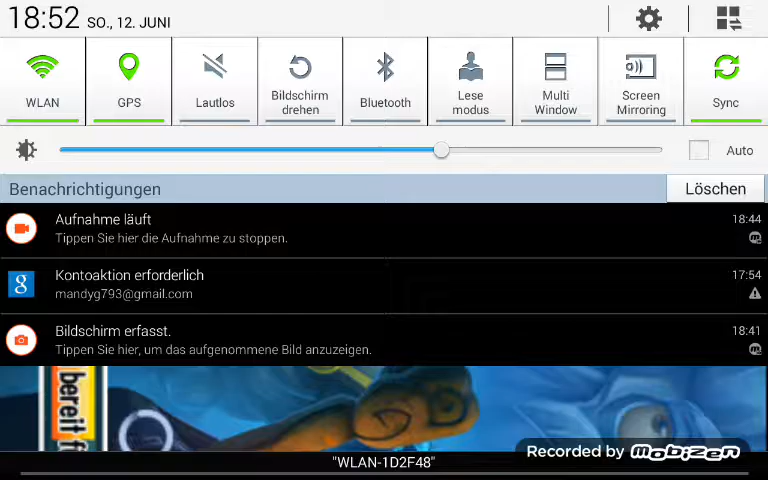 18:52 SO., 12. JUNI
WLAN
GPS
Lautlos
Bildschirm
drehen
Bluetooth
Lese
modus
Multi
Window
Screen
Mirroring
Sync
Auto
Benachrichtigungen
Löschen
Aufnahme läuft
18:44
Tippen Sie hier die Aufnahme zu stoppen.
Kontoaktion erforderlich
17:54
mandyg793@gmail.com
Bildschirm erfasst.
18:41
Tippen Sie hier, um das aufgenommene Bild anzuzeigen.
bereit f
Recorded by Mobizen
"WLAN-1D2F48"